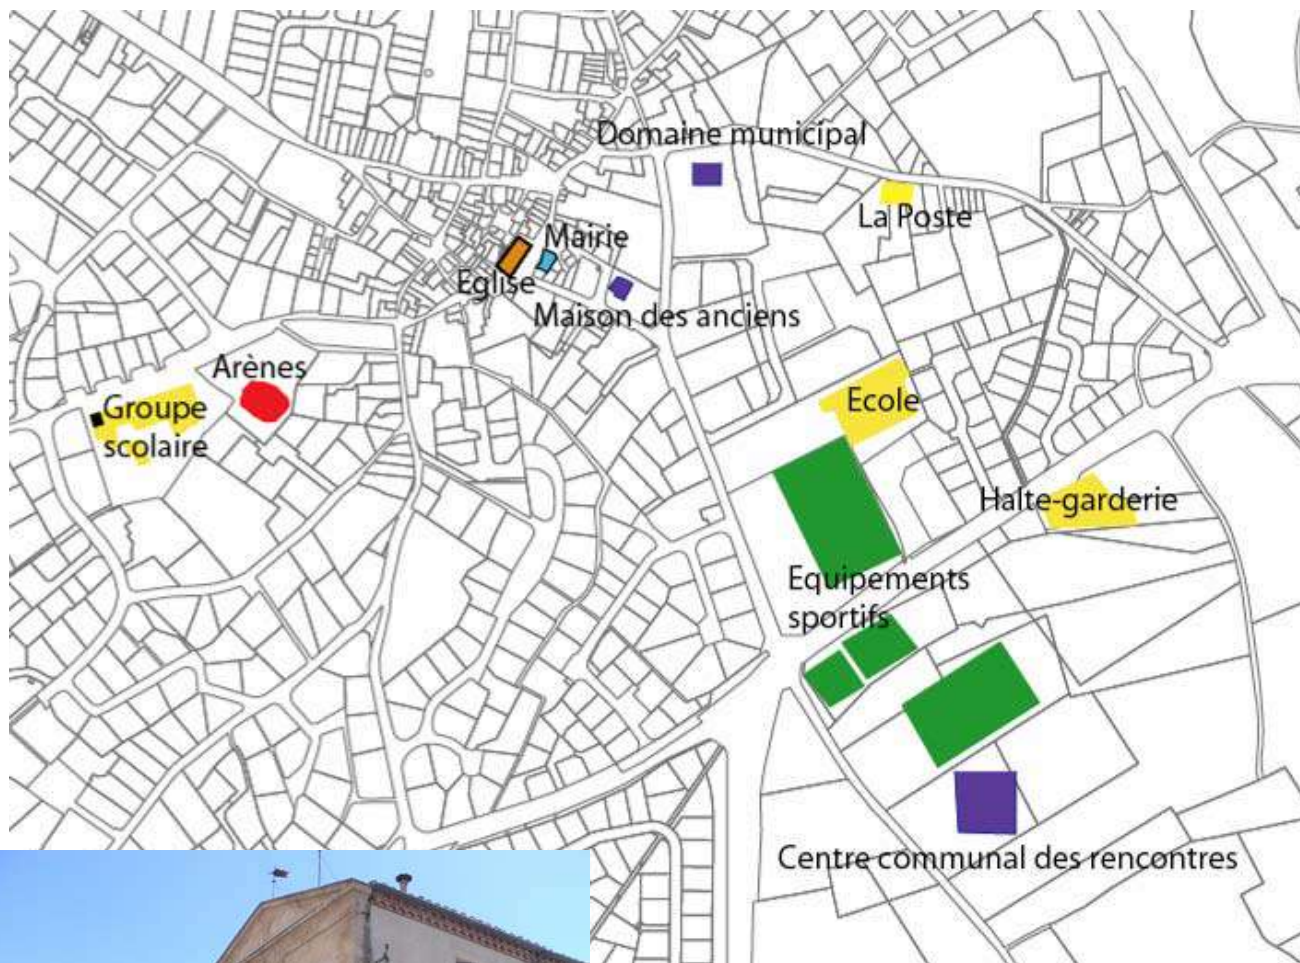 Domaine municipal
La Poste
Mairie
Eglise
Maison des anciens
Arènes
Groupe
scolaire
Ecole
Halte-garderie
Equipements
sportifs
Centre communal des rencontres